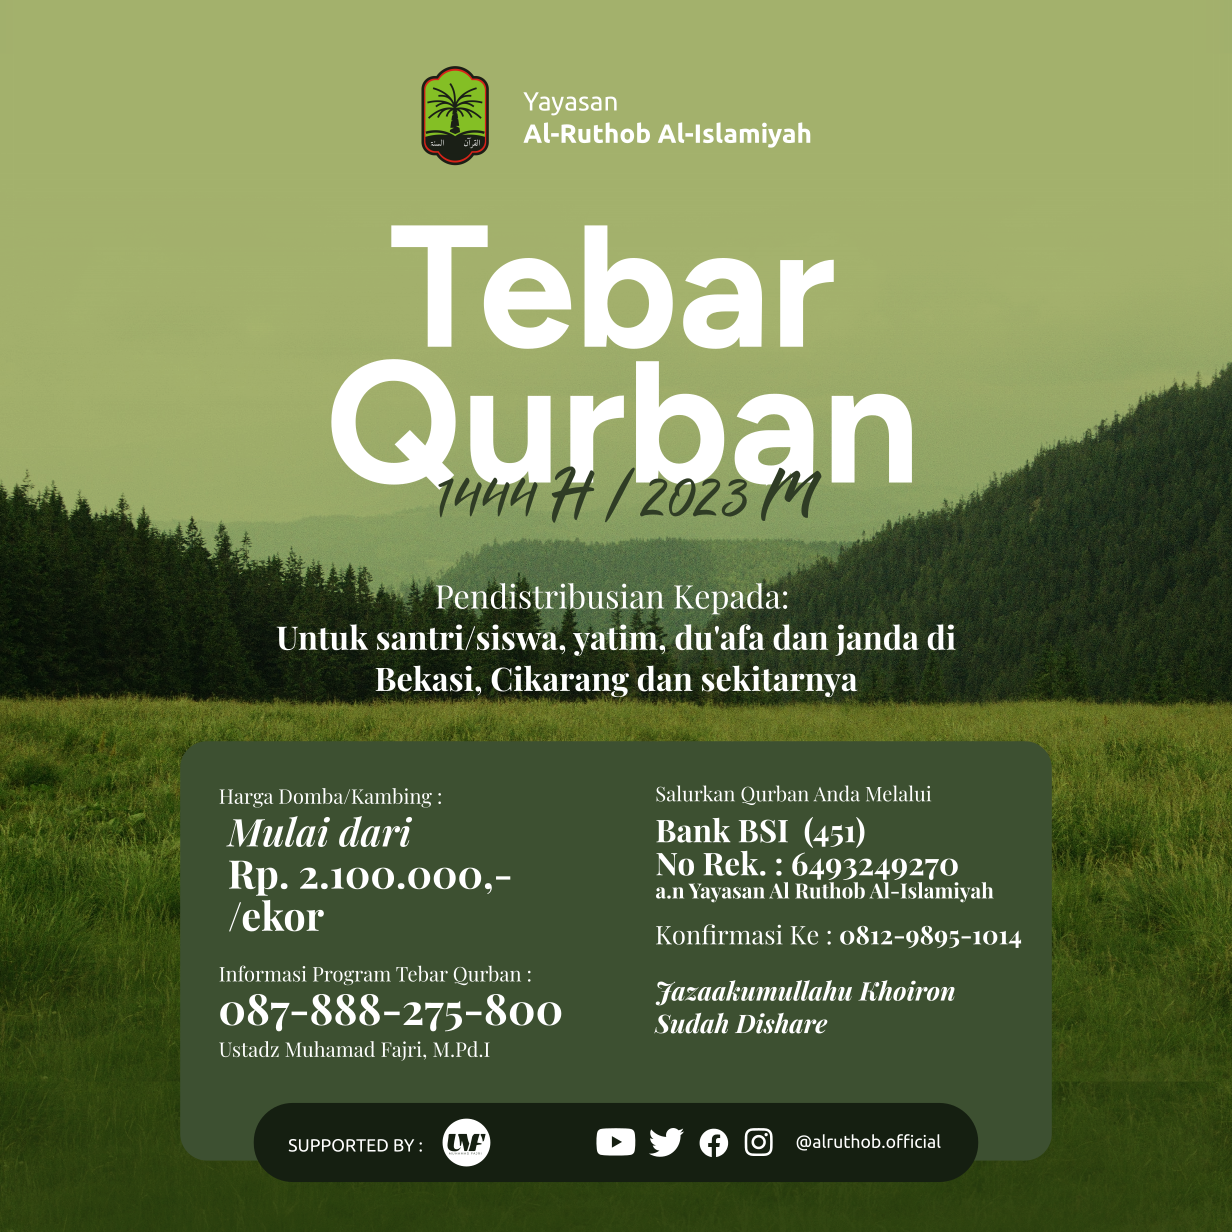 Yayasan
Al-Ruthob Al-Islamiyah
السنة القرآن
Tebar
Qurban
1444 H / 2023 M
Pendistribusian Kepada:
Untuk santri/siswa, yatim, du'afa dan janda di
Bekasi, Cikarang dan sekitarnya
Harga Domba/Kambing :
Mulai dari
Rp. 2.100.000,-
/ekor
Informasi Program Tebar Qurban :
087-888-275-800
Ustadz Muhamad Fajri, M.Pd.I
Salurkan Qurban Anda Melalui
Bank BSI (451)
No Rek. : 6493249270
a.n Yayasan Al Ruthob Al-Islamiyah
Konfirmasi Ke : 0812-9895-1014
Jazaakumullahu Khoiron
Sudah Dishare
SUPPORTED BY :
@alruthob.official